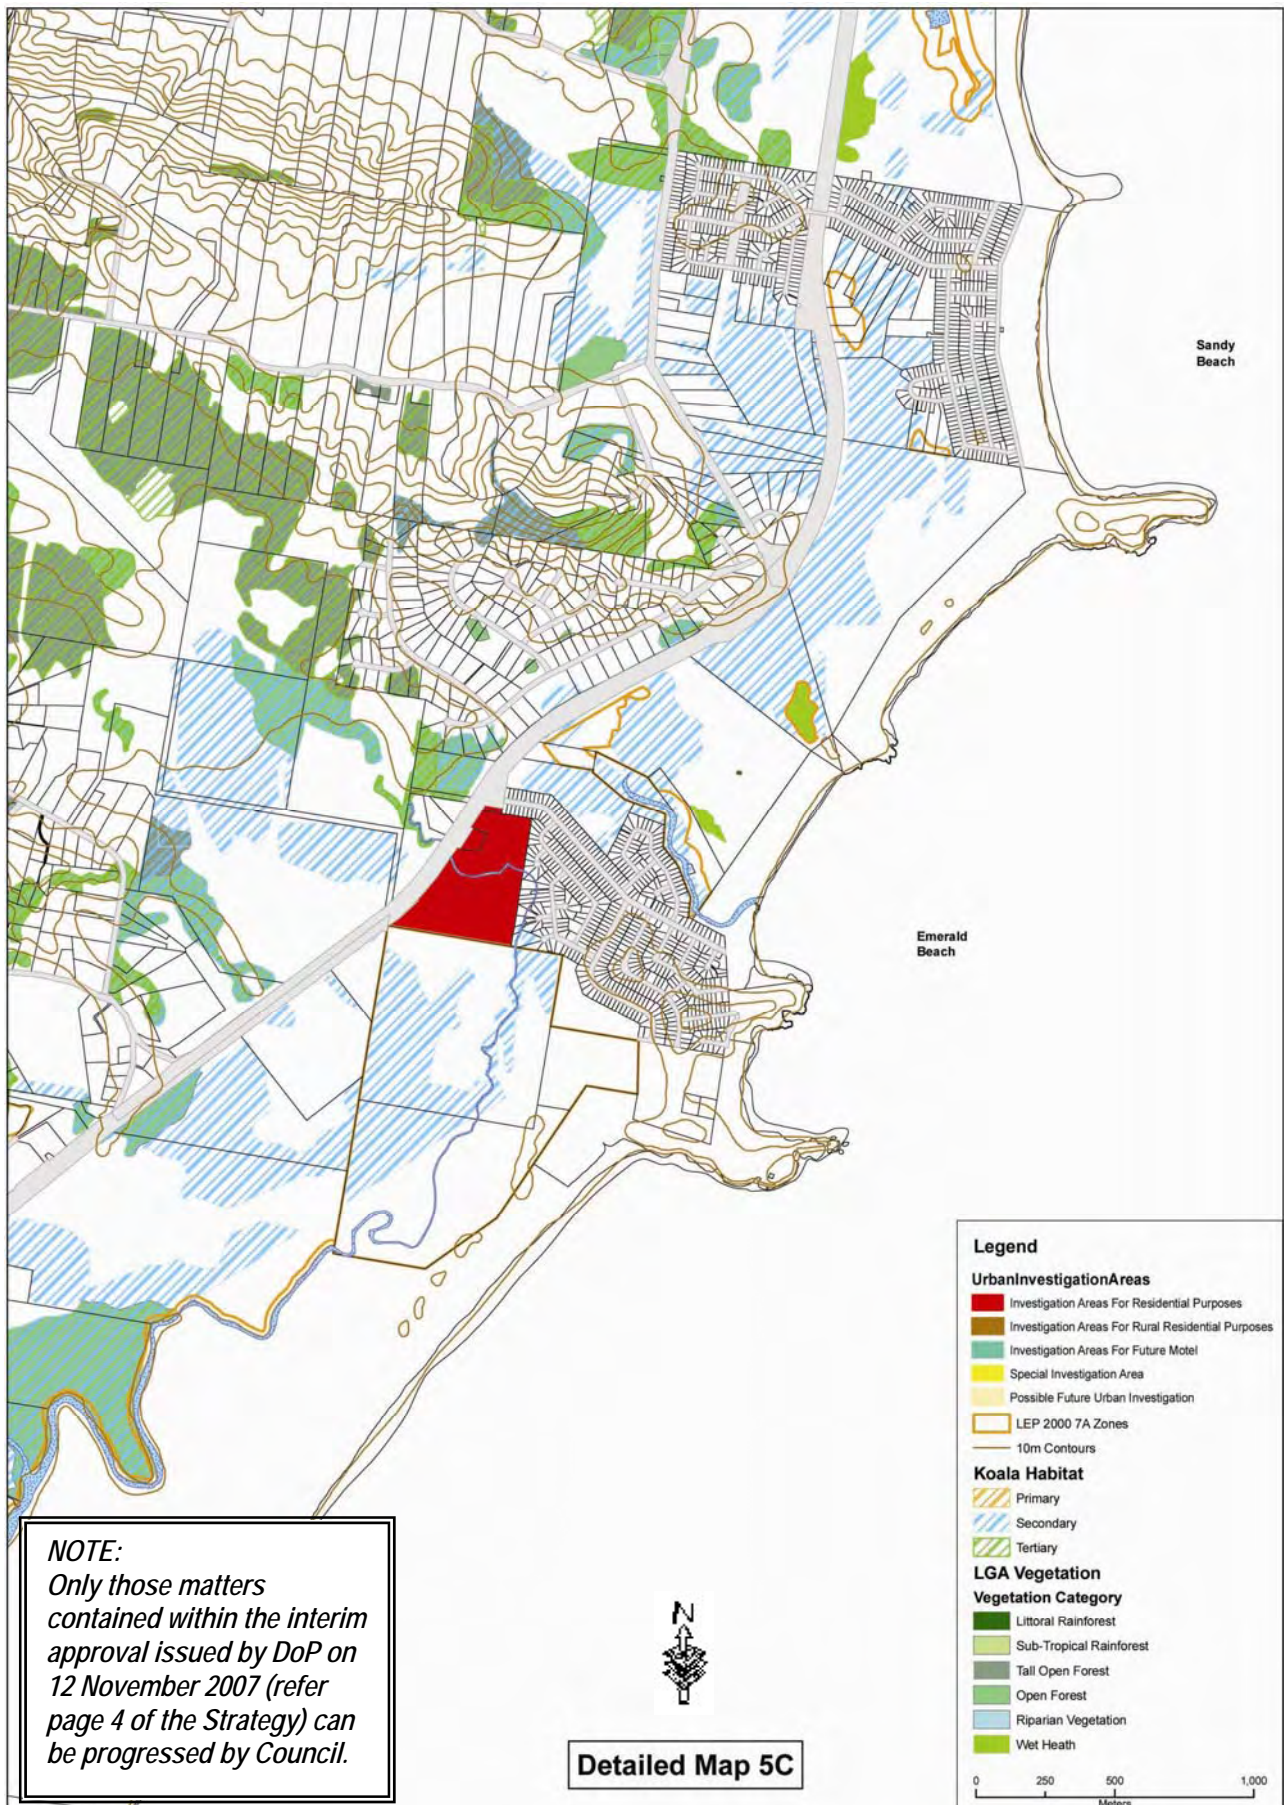 Sandy
Beach
Emerald
Beach
Legend
UrbanInvestigationAreas
Investigation Areas For Residential Purposes
Investigation Areas For Rural Residential Purposes
Investigation Areas For Future Motel
Special Investigation Area
Possible Future Urban Investigation
LEP 2000 7A Zones
10m Contours
Koala Habitat
Primary
Secondary
Tertiary
LGA Vegetation
Vegetation Category
Littoral Rainforest
Sub-Tropical Rainforest
Tall Open Forest
Open Forest
Riparian Vegetation
Wet Heath
0 250 500 1,000
Meters
NOTE:
Only those matters
contained within the interim
approval issued by DoP on
12 November 2007 (refer
page 4 of the Strategy) can
be progressed by Council.
N
Detailed Map 5C